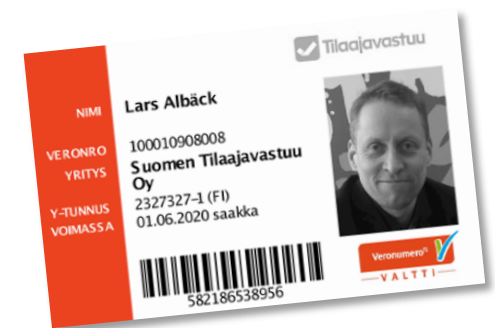 Tilaajavastuu
NIMI Lars Albäck
VERONRO 100010908008
YRITYS Suomen Tilaajavastuu
Oy
Y-TUNNUS 2327327-1 (FI)
VOIMASSA 01.06.2020 saakka
582186538956
Veronumero
VALTTI